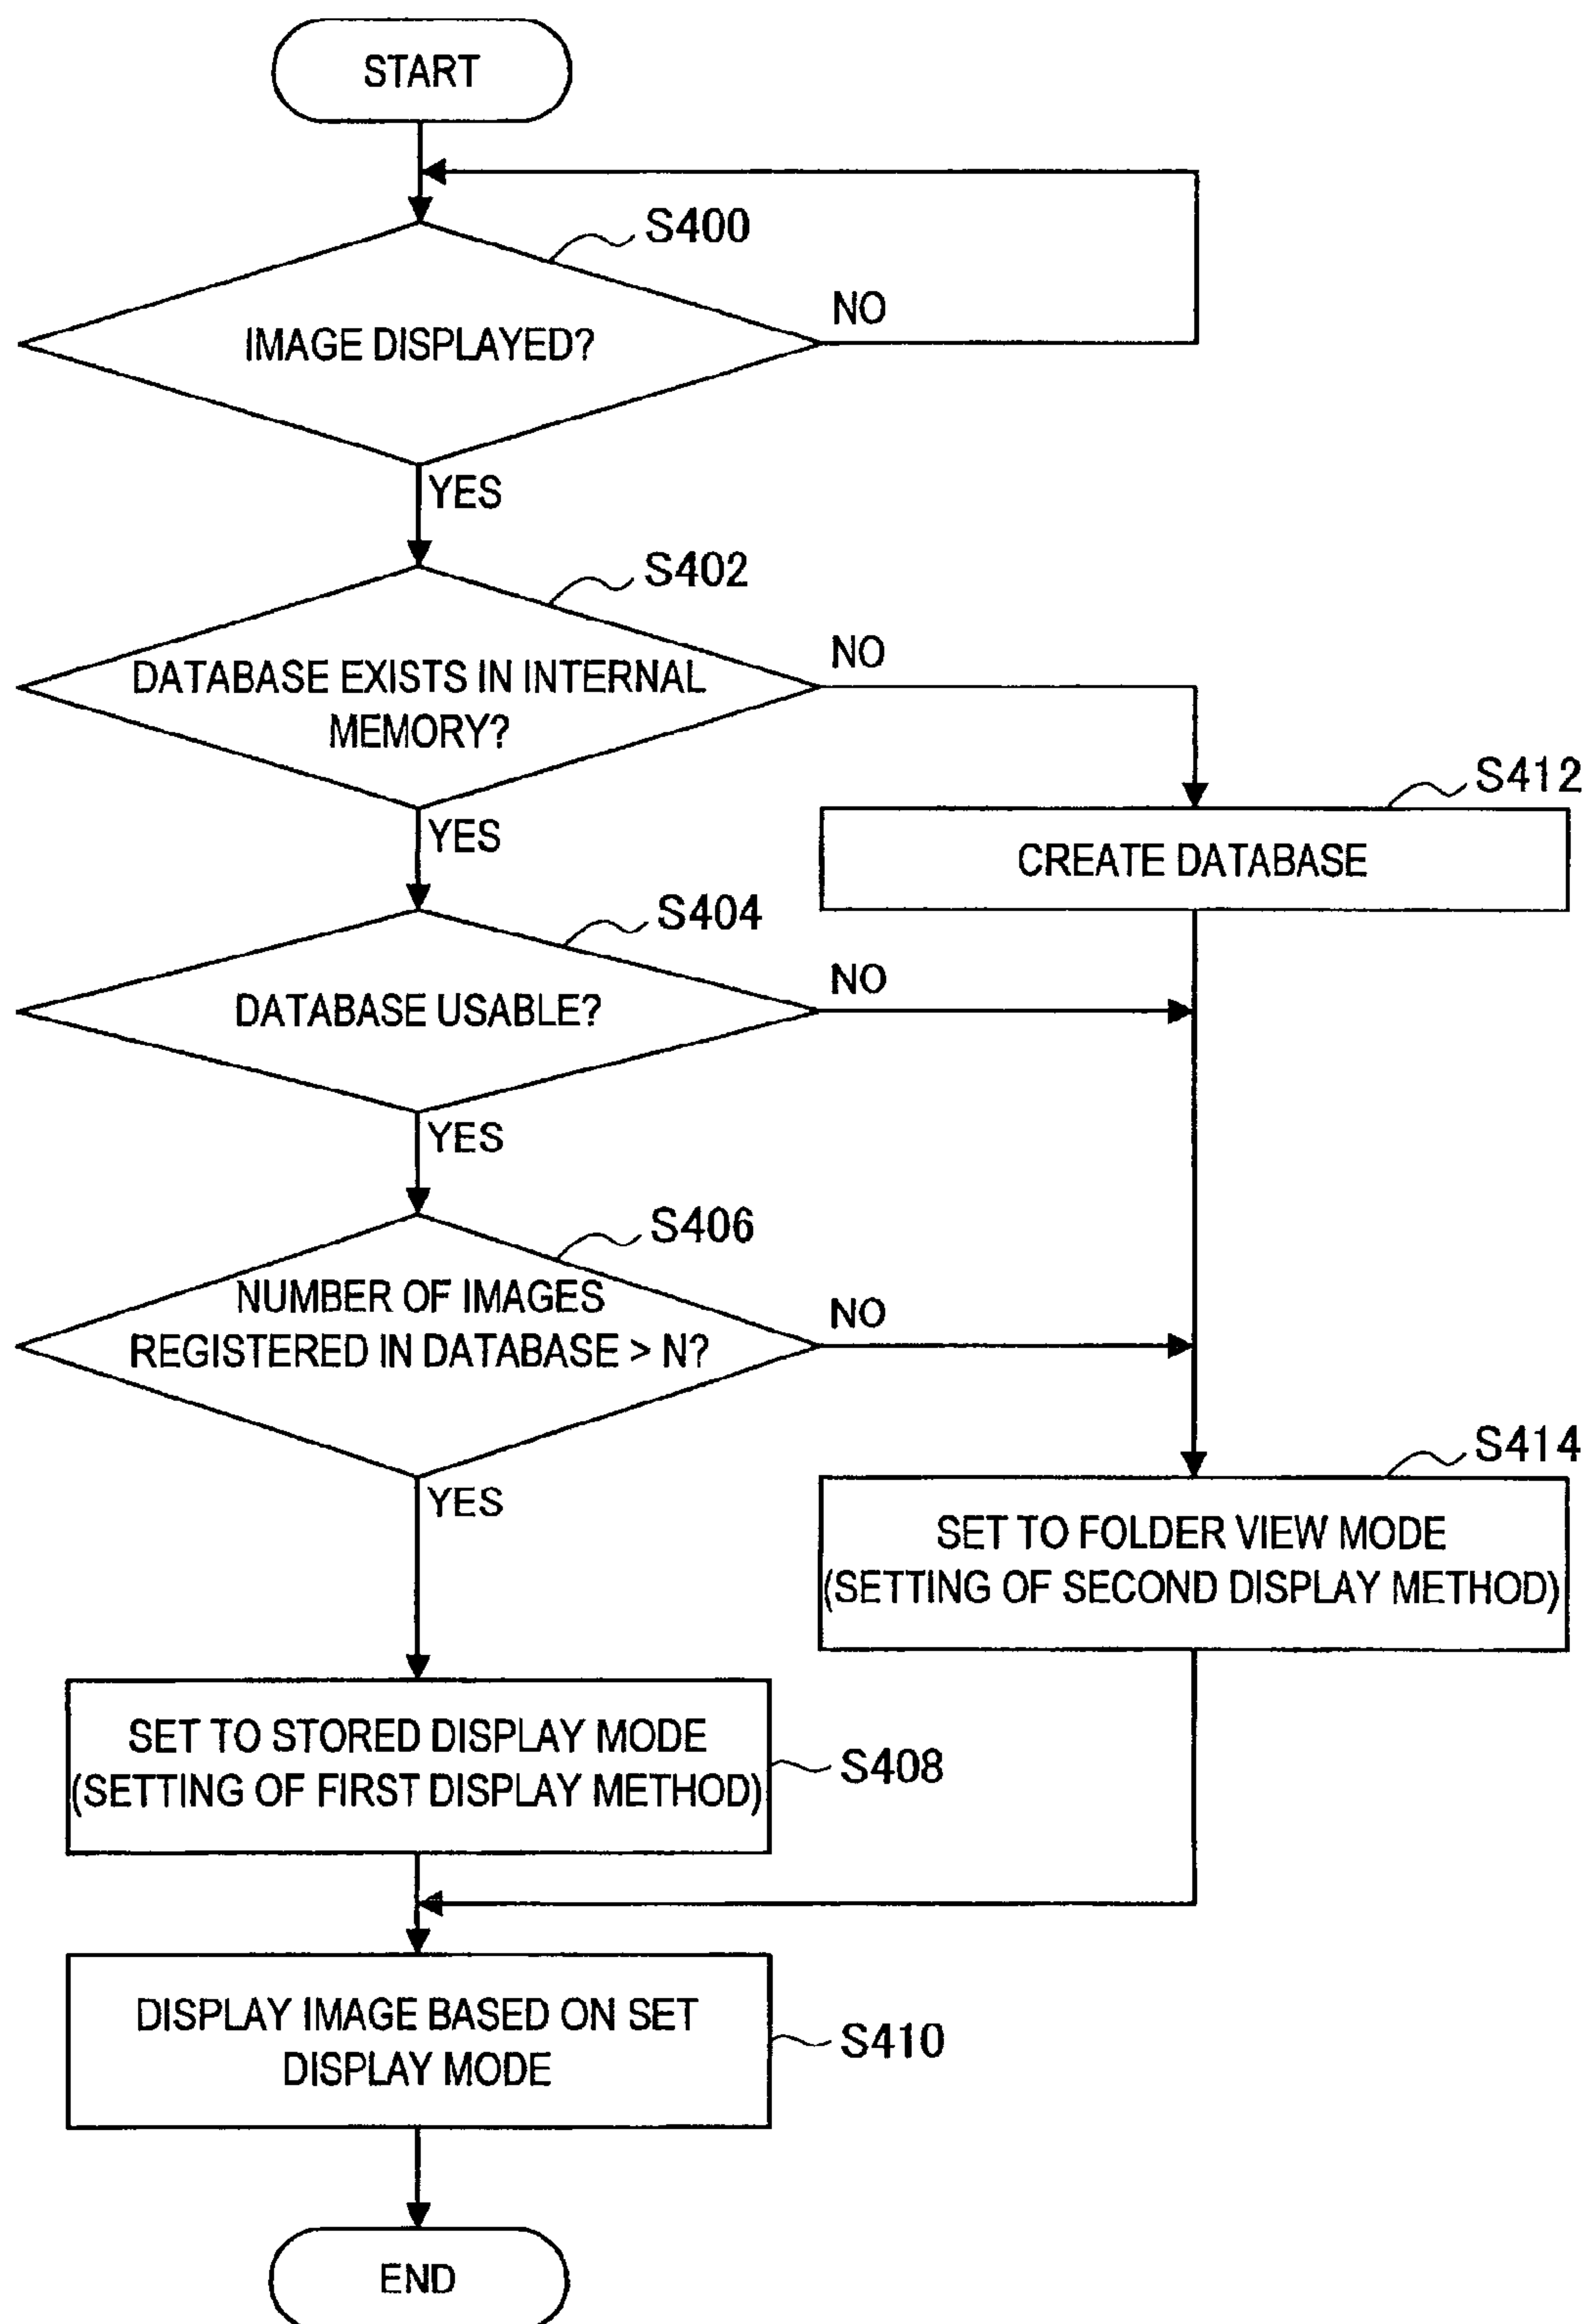 START
S400
NO
IMAGE DISPLAYED?
YES
S402
NO
DATABASE EXISTS IN INTERNAL
MEMORY?
S412
YES
CREATE DATABASE
S404
NO
DATABASE USABLE?
YES
S406
NUMBER OF IMAGES
REGISTERED IN DATABASE > N?
NO
S414
YES
SET TO FOLDER VIEW MODE
(SETTING OF SECOND DISPLAY METHOD)
SET TO STORED DISPLAY MODE
(SETTING OF FIRST DISPLAY METHOD)
S408
DISPLAY IMAGE BASED ON SET
DISPLAY MODE
S410
END